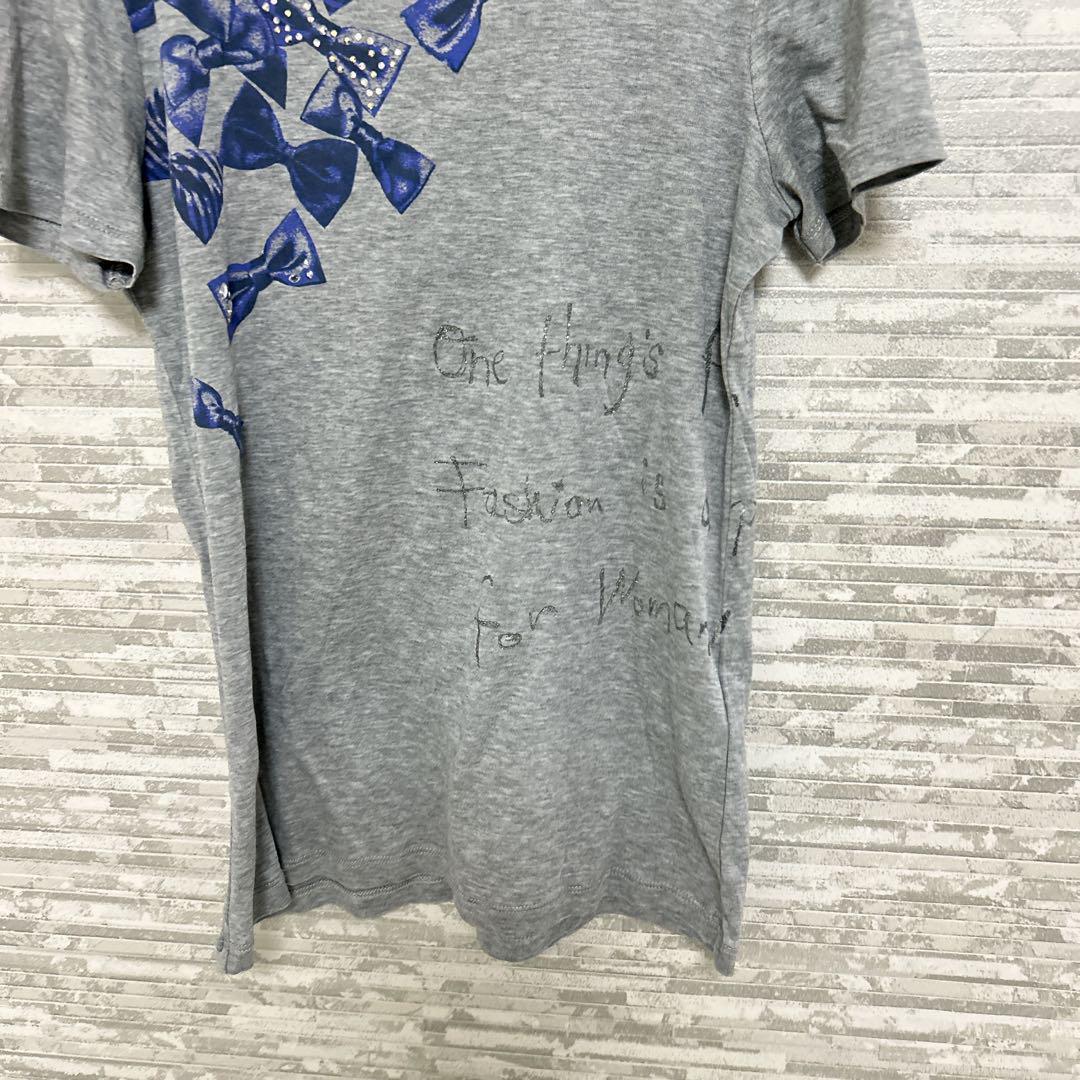 One thing's
Fashion is
for Woman